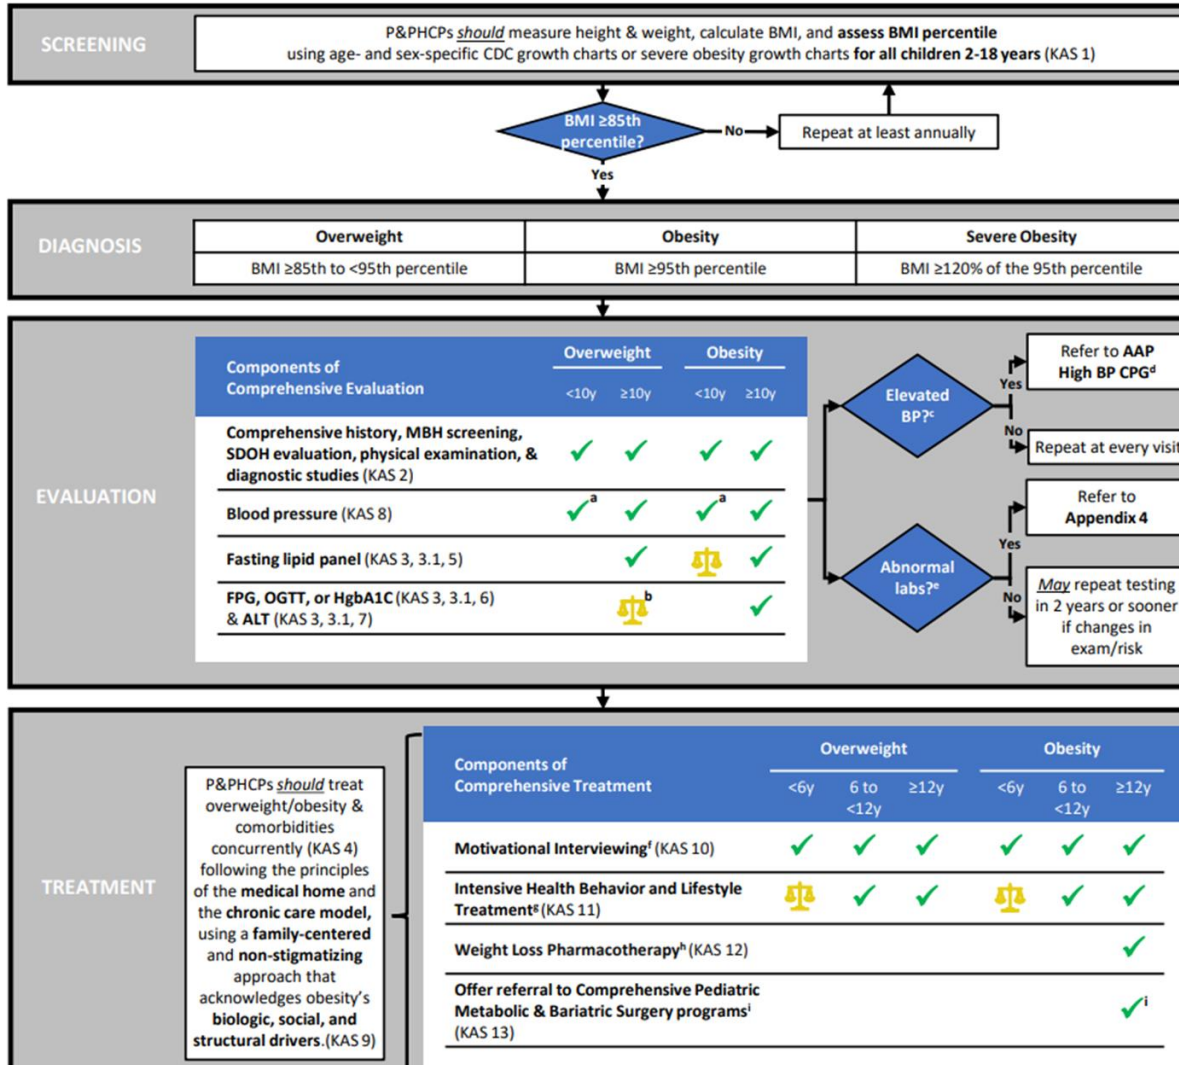 SCREENING
P&PHCPs should measure height & weight, calculate BMI, and assess BMI percentile
using age- and sex-specific CDC growth charts or severe obesity growth charts for all children 2-18 years (KAS 1)
BMI ≥85th
percentile?
No
Repeat at least annually
Yes
DIAGNOSIS
Overweight
Obesity
Severe Obesity
BMI ≥85th to <95th percentile
BMI ≥95th percentile
BMI ≥120% of the 95th percentile
EVALUATION
Components of
Comprehensive Evaluation
Overweight
Obesity
<10y
≥10y
<10y
≥10y
Comprehensive history, MBH screening,
SDOH evaluation, physical examination, &
diagnostic studies (KAS 2)
Blood pressure (KAS 8)
a
a
Fasting lipid panel (KAS 3, 3.1, 5)
FPG, OGTT, or HgbA1C (KAS 3, 3.1, 6)
& ALT (KAS 3, 3.1, 7)
b
Elevated
BP?c
Yes
Refer to AAP
High BP CPGd
No
Repeat at every visit
Abnormal
labs?e
Yes
Refer to
Appendix 4
No
May repeat testing
in 2 years or sooner
if changes in
exam/risk
TREATMENT
P&PHCPs should treat
overweight/obesity &
comorbidities
concurrently (KAS 4)
following the principles
of the medical home and
the chronic care model,
using a family-centered
and non-stigmatizing
approach that
acknowledges obesity's
biologic, social, and
structural drivers.(KAS 9)
Components of
Comprehensive Treatment
Overweight
Obesity
<6y
6 to
<12y
≥12y
<6y
6 to
<12y
≥12y
Motivational Interviewingf (KAS 10)
Intensive Health Behavior and Lifestyle
Treatmentg (KAS 11)
Weight Loss Pharmacotherapyh (KAS 12)
Offer referral to Comprehensive Pediatric
Metabolic & Bariatric Surgery programsi
(KAS 13)
i